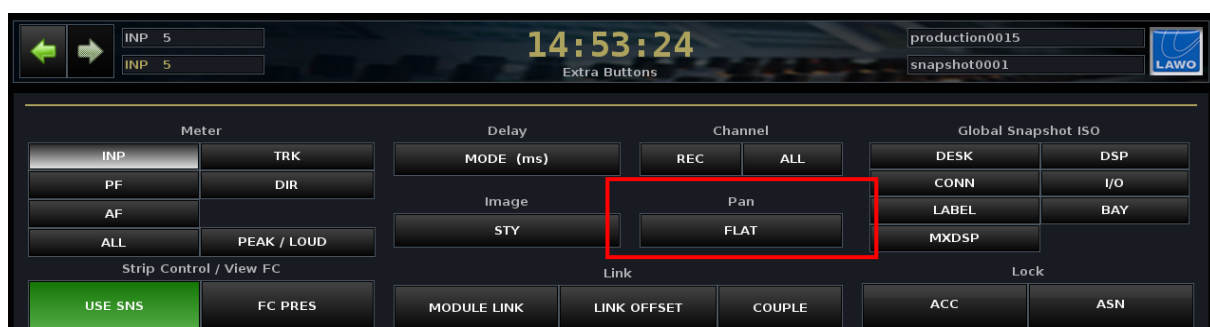 INP 5
INP 5
14:53:24
Extra Buttons
production0015
snapshot0001
LAWO
Meter
INP TRK
PF DIR
AF
ALL PEAK / LOUD
Delay
MODE (ms)
Channel
REC ALL
Image
STY
Pan
FLAT
Global Snapshot ISO
DESK DSP
CONN I/O
LABEL BAY
MXDSP
Strip Control / View FC
USE SNS FC PRES
Link
MODULE LINK LINK OFFSET COUPLE
Lock
ACC ASN